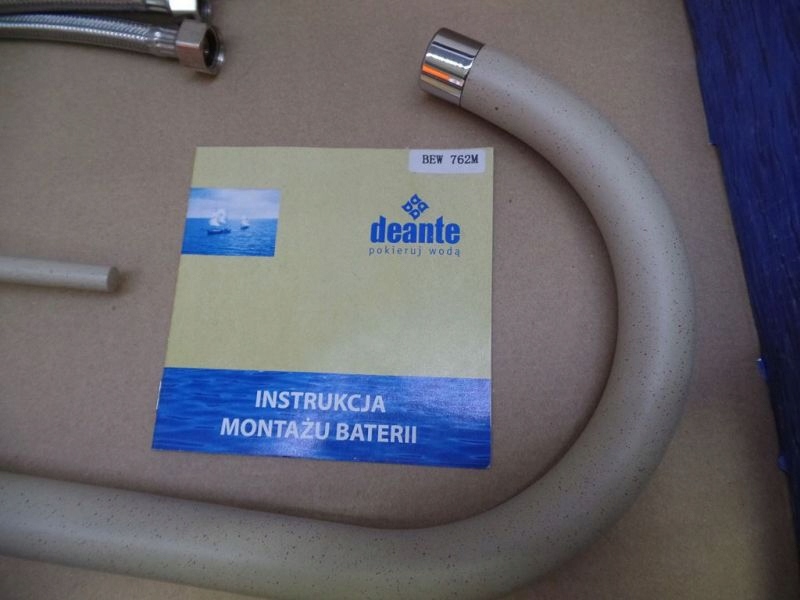 BEW 762M
deante
pokieruj wodą
INSTRUKCJA
MONTAŻU BATERII